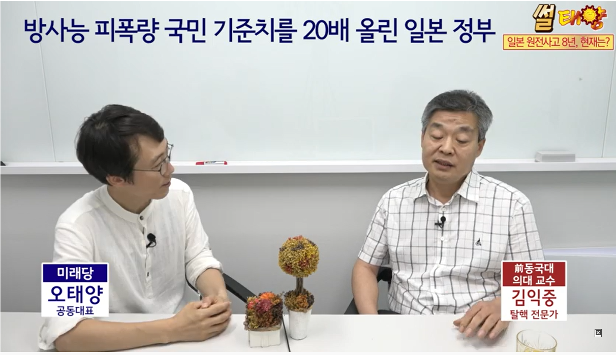 방사능 피폭량 국민 기준치를 20배 올린 일본 정부
썰
일본 원전사고 8년, 현재는?
미래당
오태양
공동대표
前동국대
의대 교수
김익중
탈핵 전문가